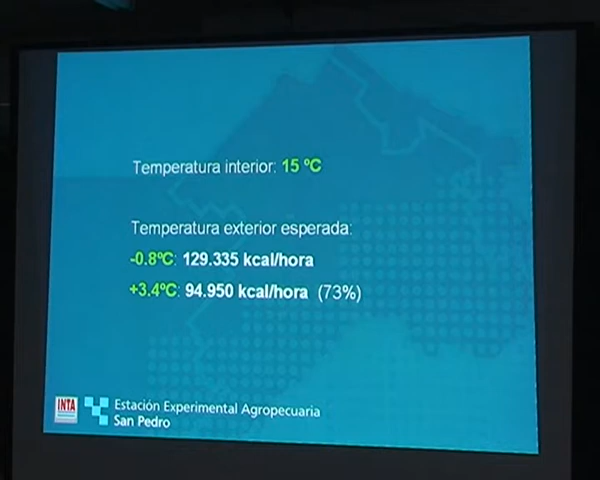 Temperatura interior: 15 ºC
Temperatura exterior esperada:
-0.8ºC: 129.335 kcal/hora
+3.4ºC: 94.950 kcal/hora (73%)
INTA
Estación Experimental Agropecuaria
San Pedro